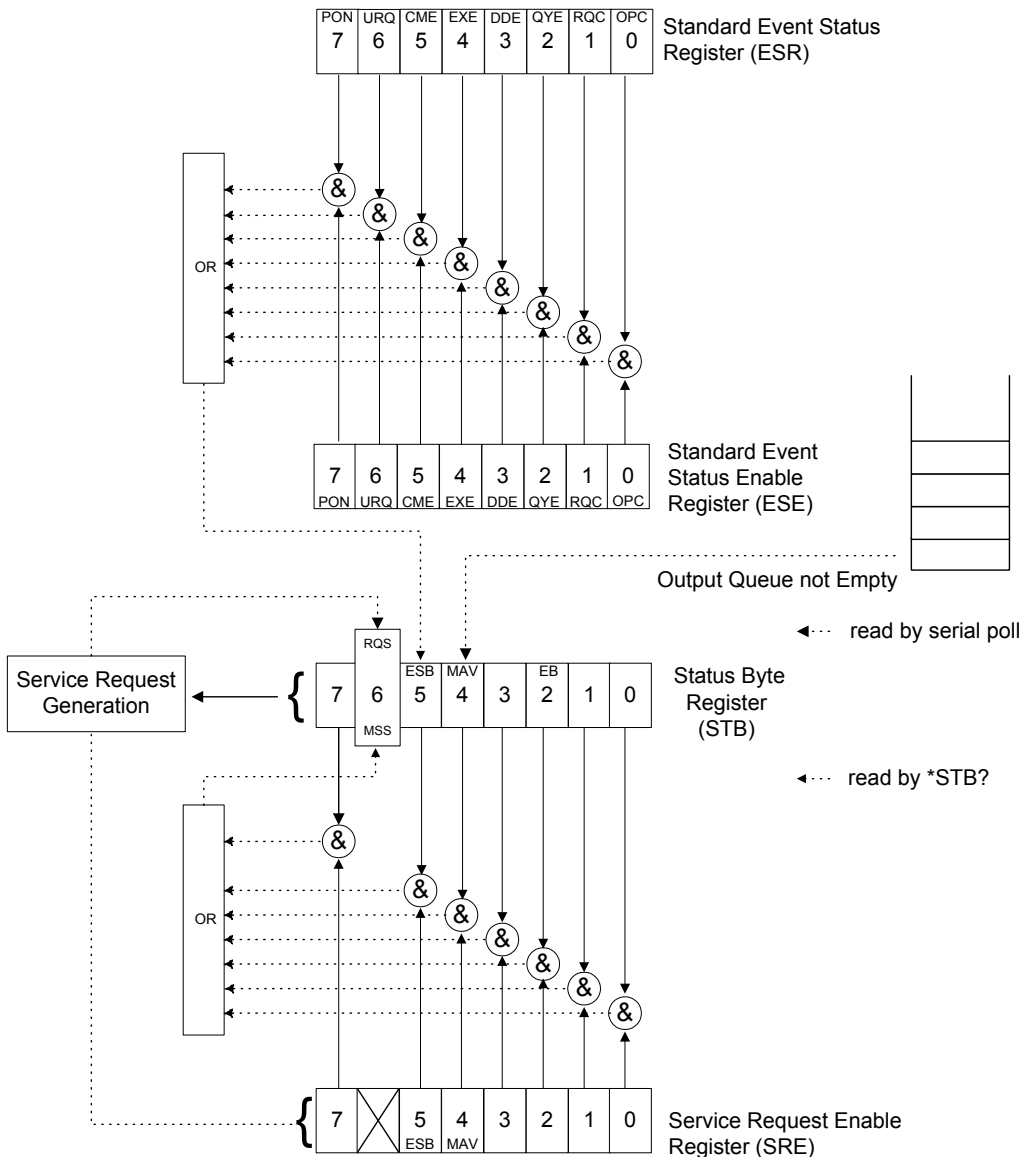 PON URQ CME EXE DDE QYE RQC OPC
7 6 5 4 3 2 1 0
Standard Event Status
Register (ESR)
&
&
&
&
&
&
&
&
OR
7 6 5 4 3 2 1 0
PON URQ CME EXE DDE QYE RQC OPC
Standard Event
Status Enable
Register (ESE)
Output Queue not Empty
read by serial poll
Service Request
Generation
{
RQS
ESB MAV EB
7 6 5 4 3 2 1 0
MSS
Status Byte
Register
(STB)
read by *STB?
&
&
&
&
&
&
&
OR
{
7 5 4 3 2 1 0
ESB MAV
Service Request Enable
Register (SRE)